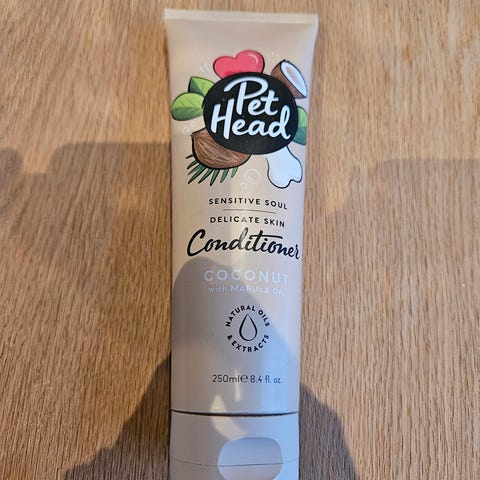 Pet
Head
SENSITIVE SOUL
DELICATE SKIN
Conditioner
COCONUT
with MARULA OIL
NATURAL OILS
& EXTRACTS
250ml℮ 8.4 fl. oz.